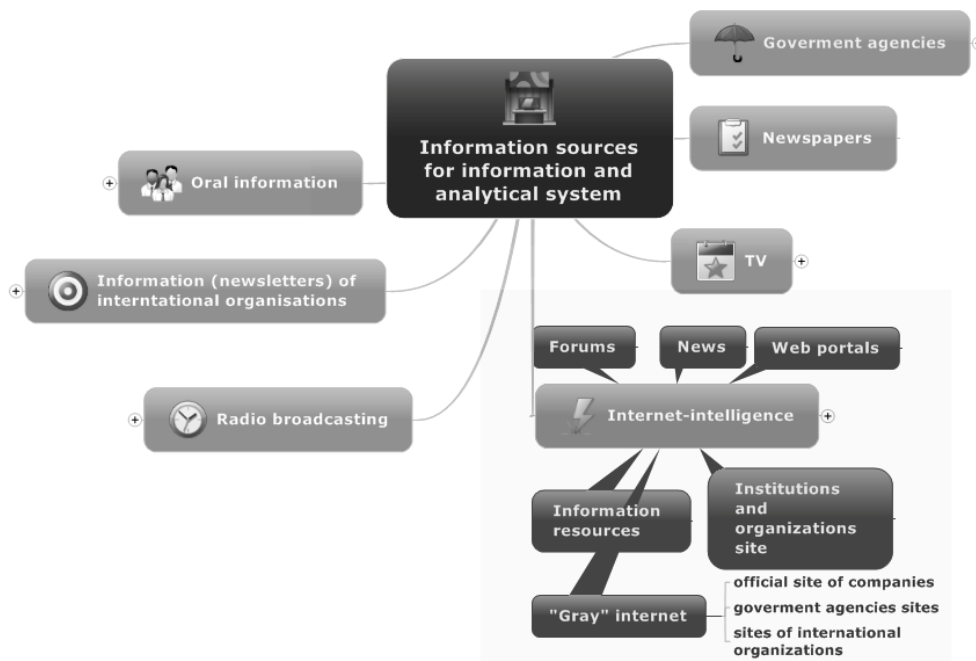 Goverment agencies
Information sources
for information and
analytical system
Newspapers
Oral information
TV
Information (newsletters) of
interntational organisations
Forums
News
Web portals
Radio broadcasting
Internet-intelligence
Information
resources
Institutions
and
organizations
site
"Gray" internet
official site of companies
goverment agencies sites
sites of international
organizations